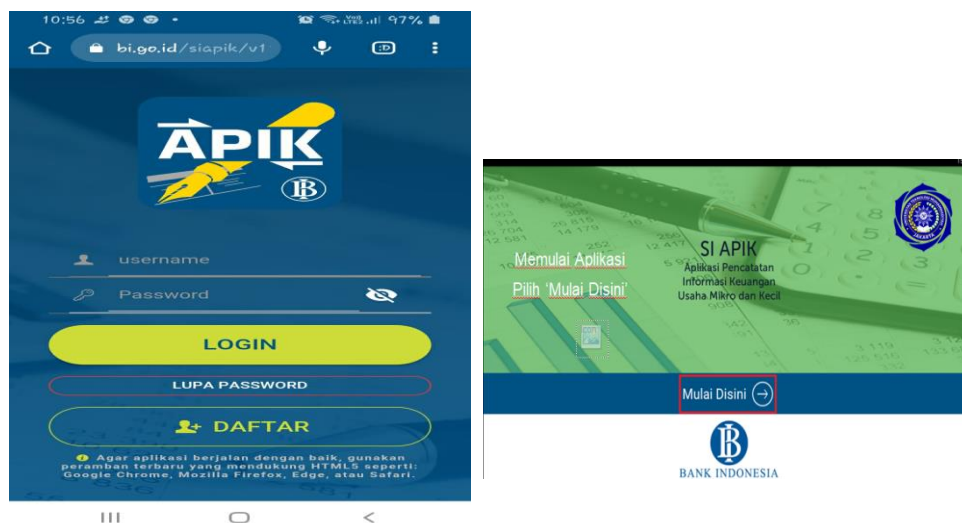 10:56
97%
bi.go.id/siapik/v1
APIK
username
Password
LOGIN
LUPA PASSWORD
DAFTAR
Agar aplikasi berjalan dengan baik, gunakan
peramban terbaru yang mendukung HTML5 seperti:
Google Chrome, Mozilla Firefox, Edge, atau Safari.
Memulai Aplikasi
Pilih 'Mulai Disini'
SI APIK
Aplikasi Pencatatan
Informasi Keuangan
Usaha Mikro dan Kecil
JAKARTA
Mulai Disini
BANK INDONESIA